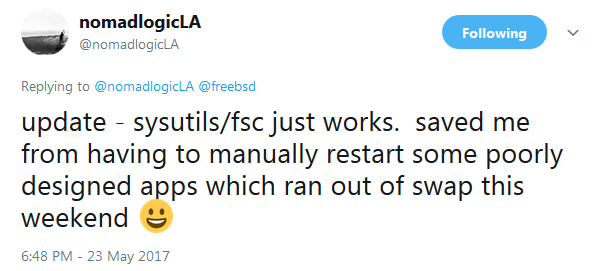 nomadlogicLA
@nomadlogicLA
Following
Replying to @nomadlogicLA @freebsd
update - sysutils/fsc just works.  saved me
from having to manually restart some poorly
designed apps which ran out of swap this
weekend 😀
6:48 PM - 23 May 2017